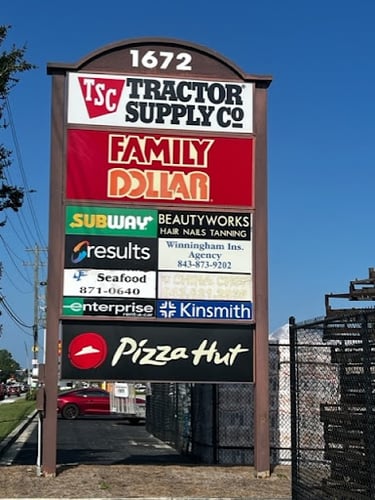 1672
TSC TRACTOR
SUPPLY CO
FAMILY
DOLLAR
SUBWAY
BEAUTYWORKS
HAIR NAILS TANNING
results
Winningham Ins.
Agency
843-873-9202
Seafood
871-0640
enterprise
Kinsmith
Pizza Hut